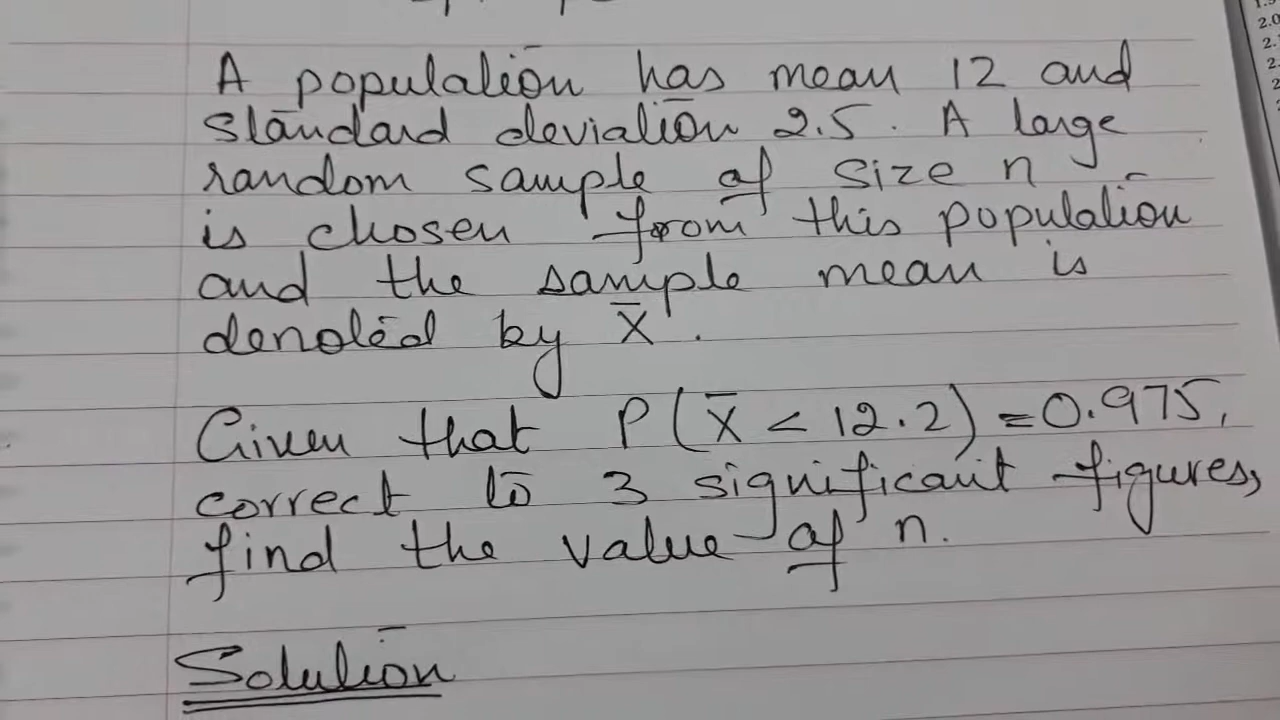 A population has mean 12 and
standard deviation 2.5. A large
random sample of size n
is chosen from this population
and the sample mean is
denoted by X̄.
Given that P(X̄ < 12.2) = 0.975,
correct to 3 significant figures,
find the value of n.
Solution